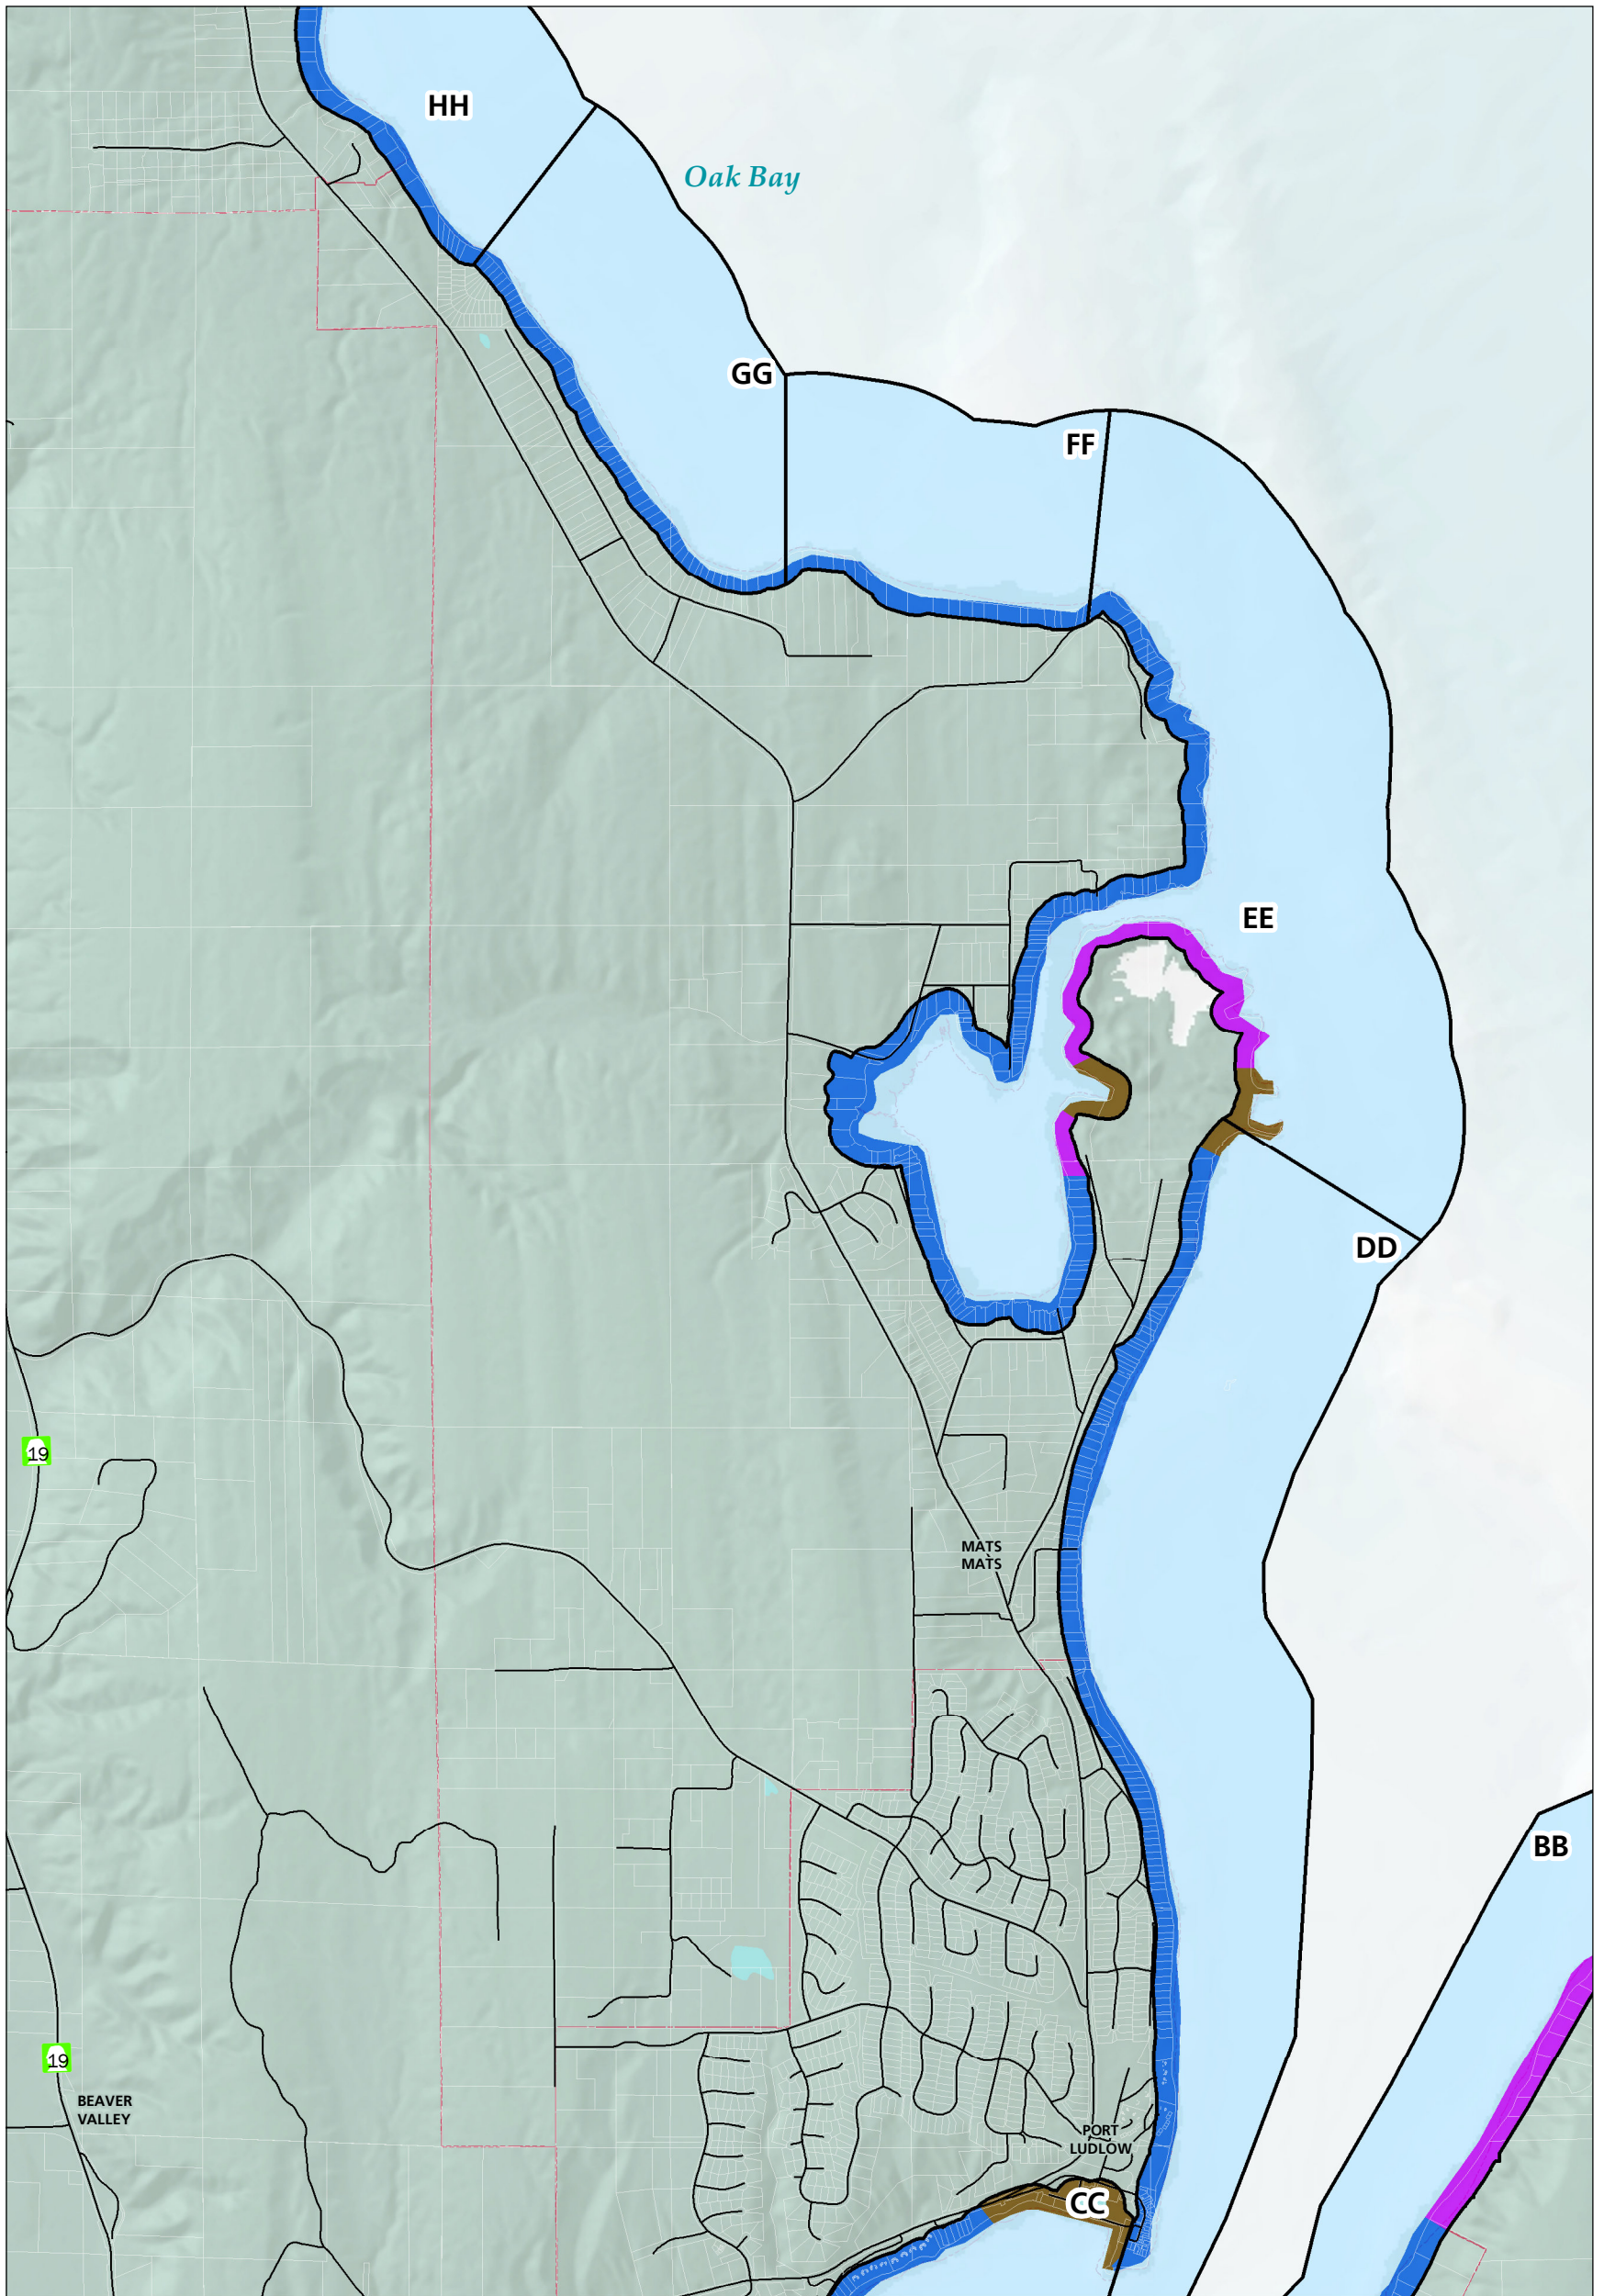 HH
Oak Bay
GG
FF
EE
DD
19
MATS
MATS
BB
19
BEAVER
VALLEY
PORT
LUDLOW
CC